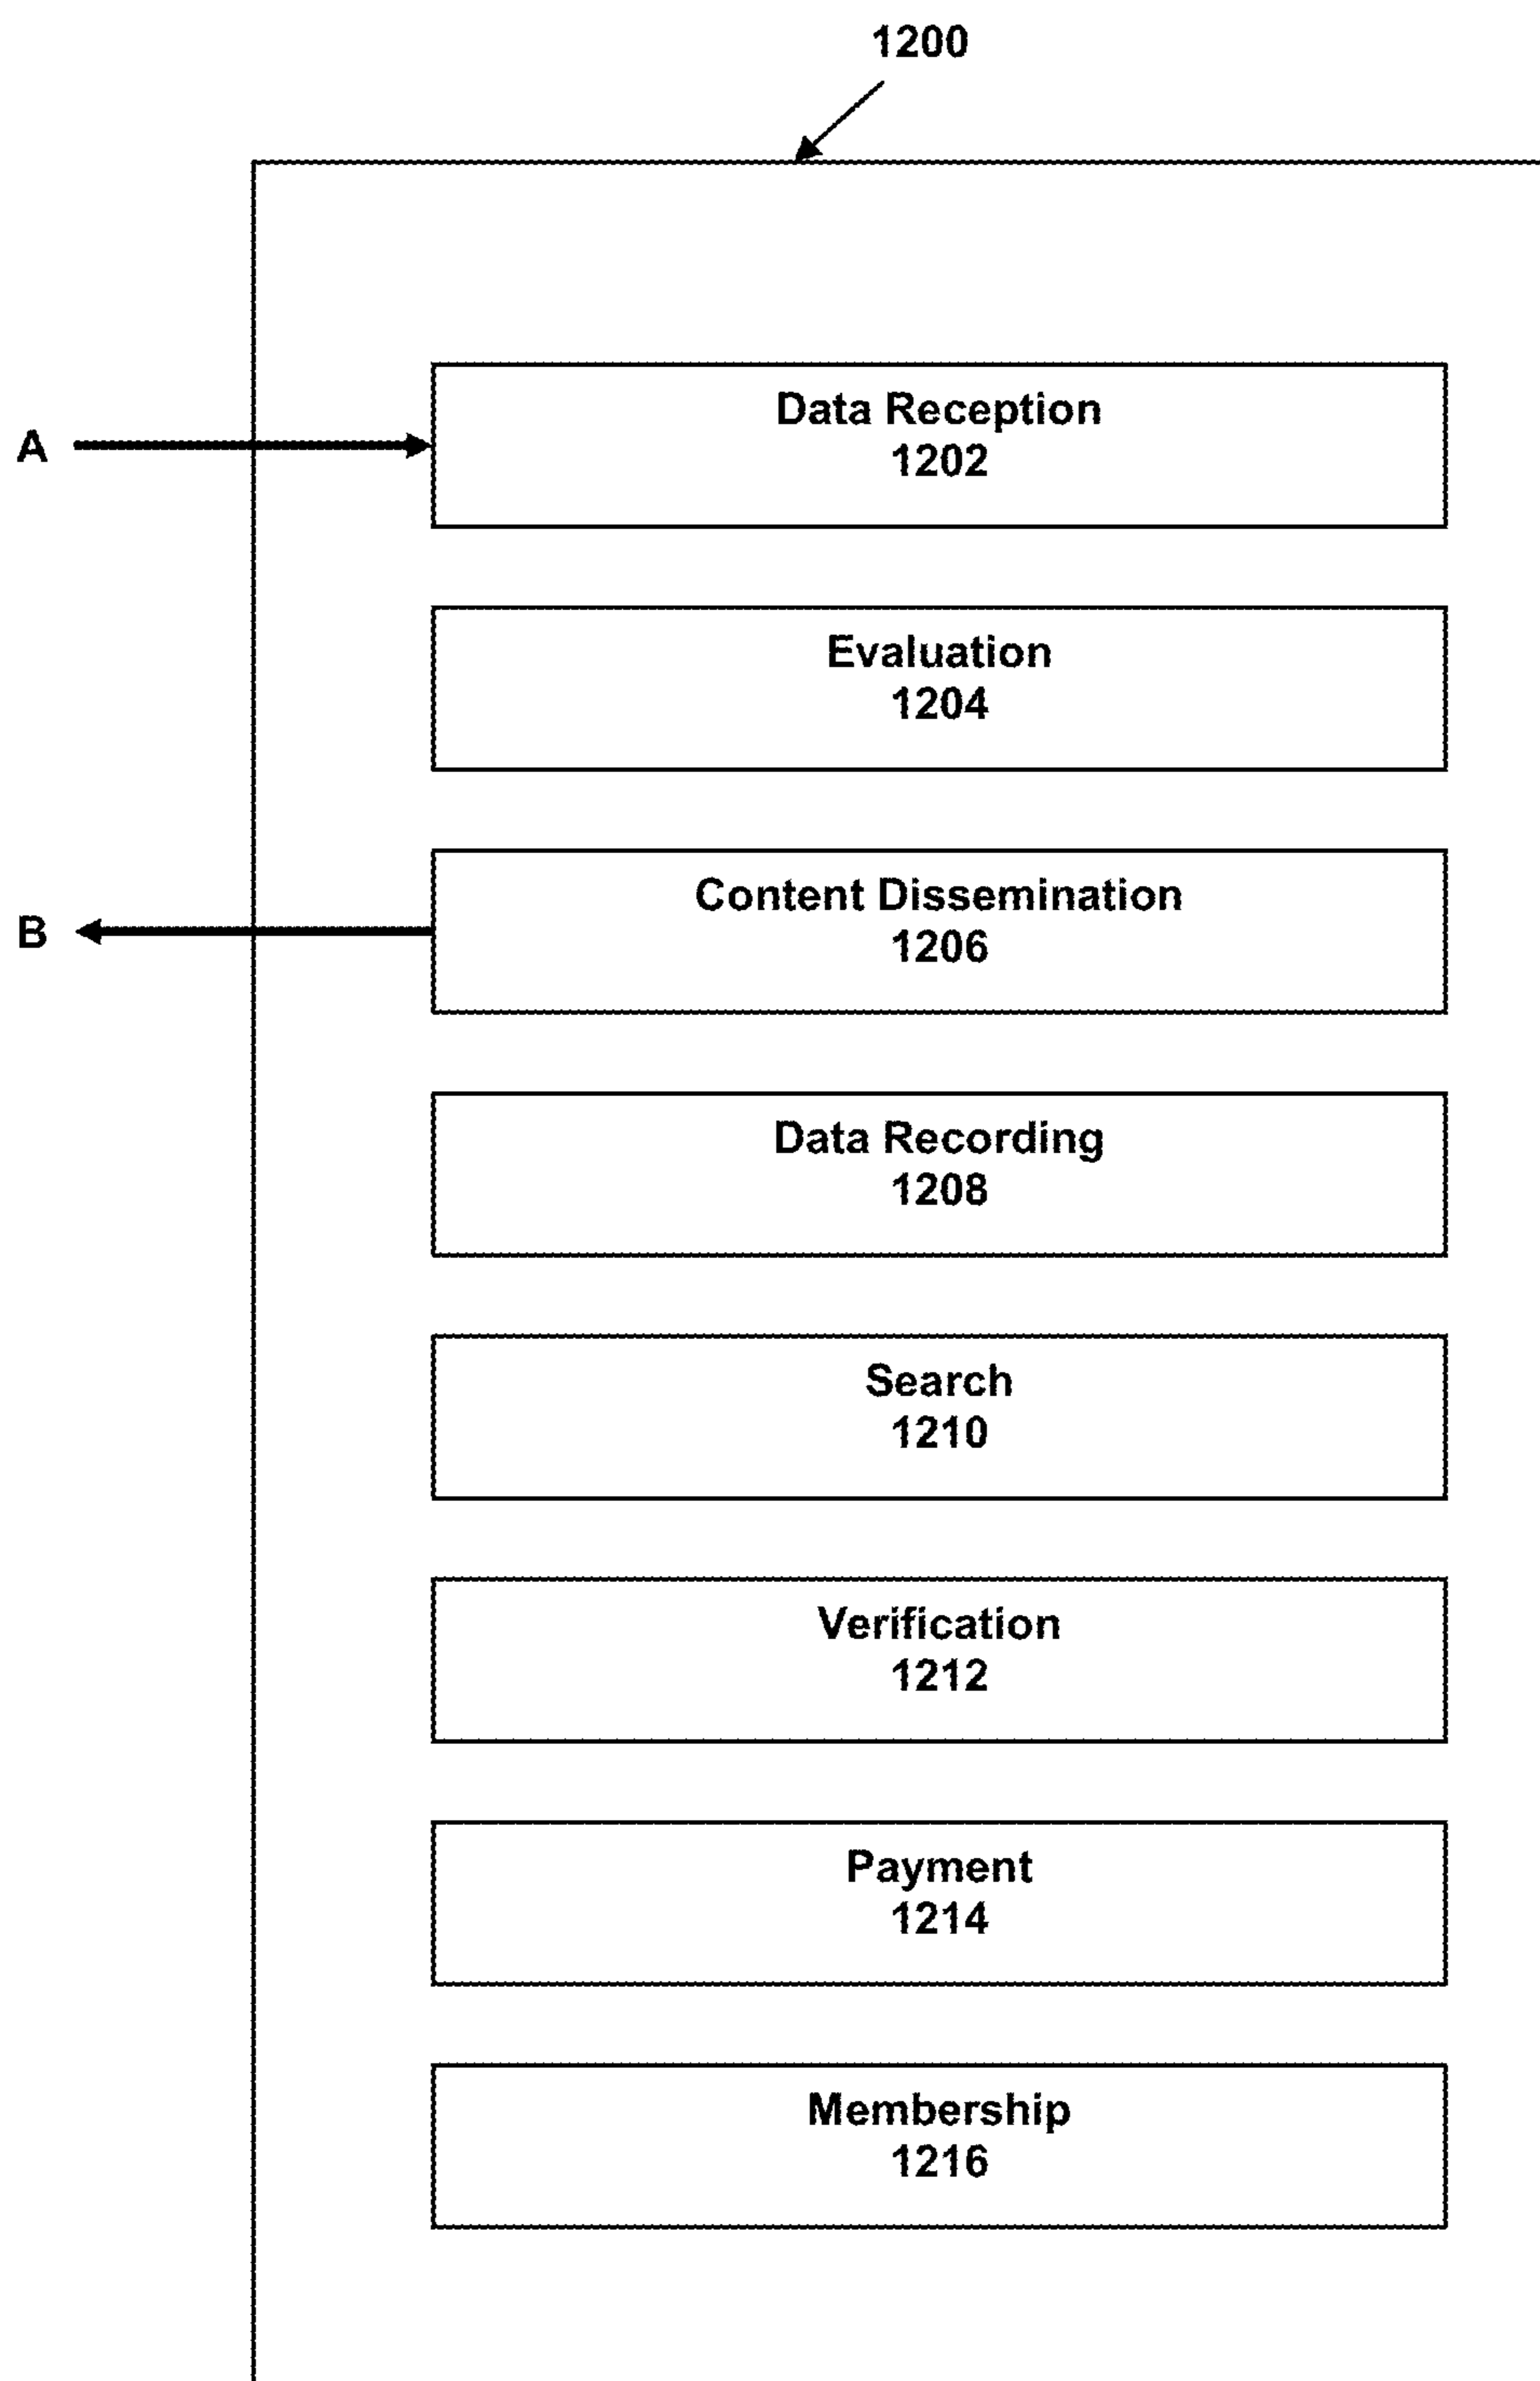 1200
Data Reception
1202
A
Evaluation
1204
Content Dissemination
1206
B
Data Recording
1208
Search
1210
Verification
1212
Payment
1214
Membership
1216